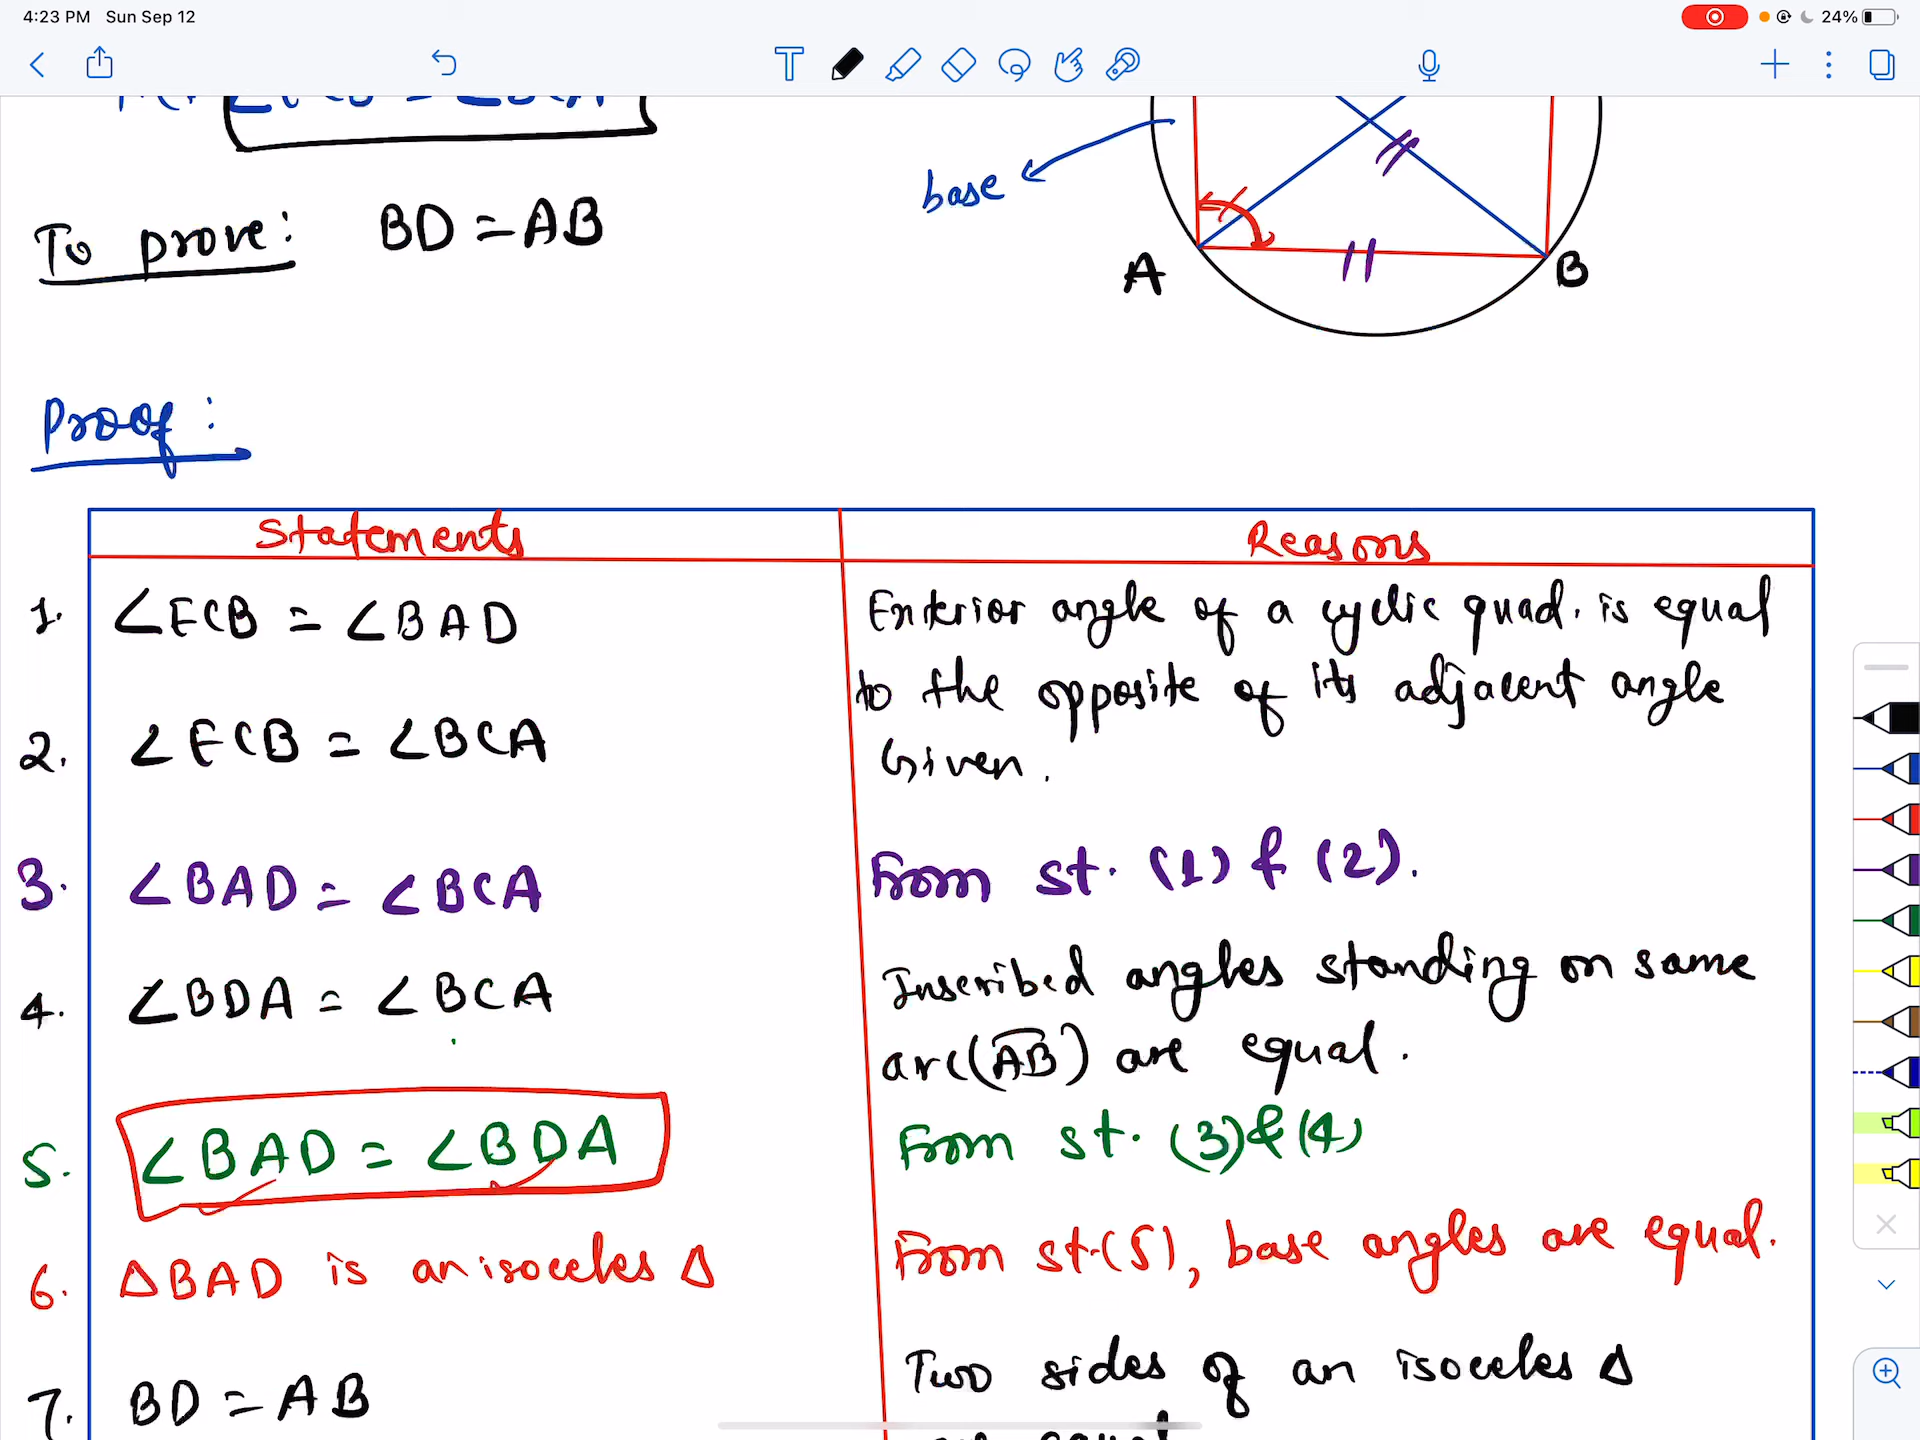 4:23 PM Sun Sep 12
24%
base
To prove: BD = AB
A
B
Proof:
Statements
Reasons
1. ∠ECB = ∠BAD
Exterior angle of a cyclic quad. is equal
to the opposite of its adjacent angle
2. ∠ECB = ∠BCA
Given.
3. ∠BAD = ∠BCA
From st. (1) & (2).
4. ∠BDA = ∠BCA
Inscribed angles standing on same
arc(AB) are equal.
5. ∠BAD = ∠BDA
From st. (3) & (4)
6. ΔBAD is an isoceles Δ
From st.(5), base angles are equal.
7. BD = AB
Two sides of an isoceles Δ